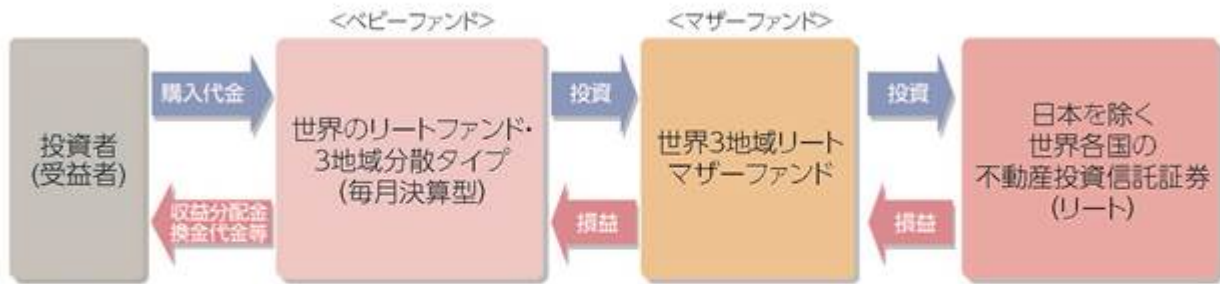 <ベビーファンド>
<マザーファンド>
投資者
(受益者)
購入代金
収益分配金
換金代金等
世界のリートファンド・
3地域分散タイプ
(毎月決算型)
投資
損益
世界3地域リート
マザーファンド
投資
損益
日本を除く
世界各国の
不動産投資信託証券
(リート)